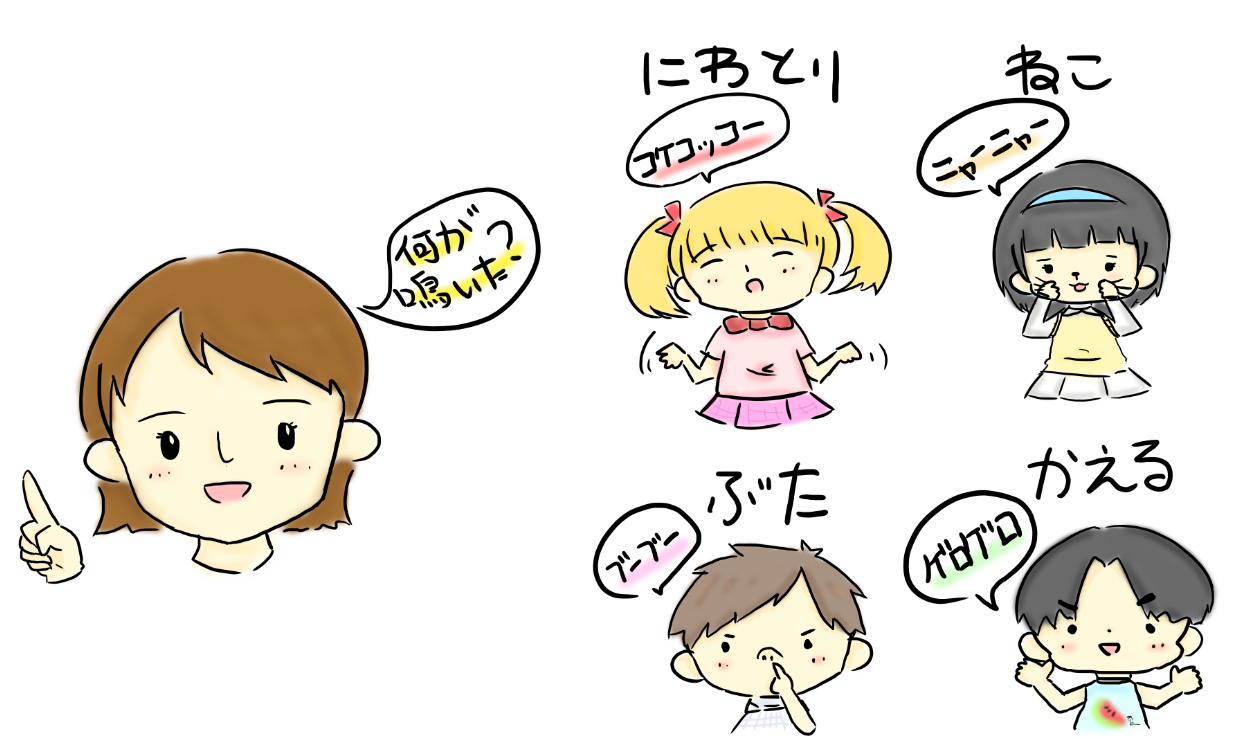 何が
鳴いた?
にわとり
コケコッコー
ねこ
ニャーニャー
ぶた
ブーブー
かえる
ゲロゲロ